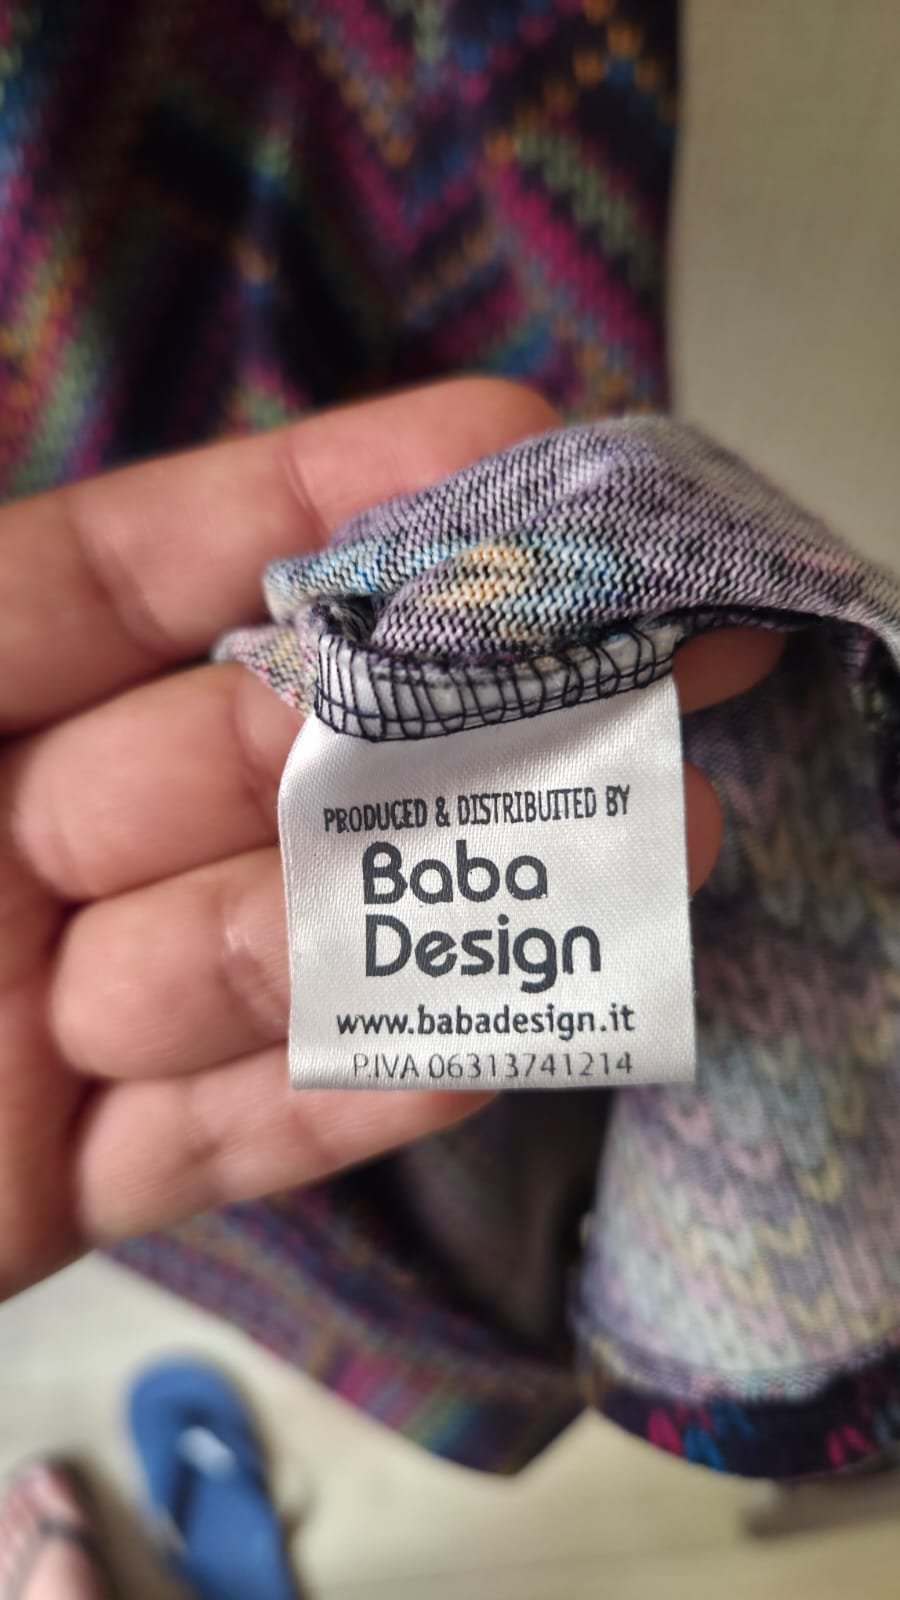 PRODUCED & DISTRIBUITED BY
Baba
Design
www.babadesign.it
P.IVA 06313741214